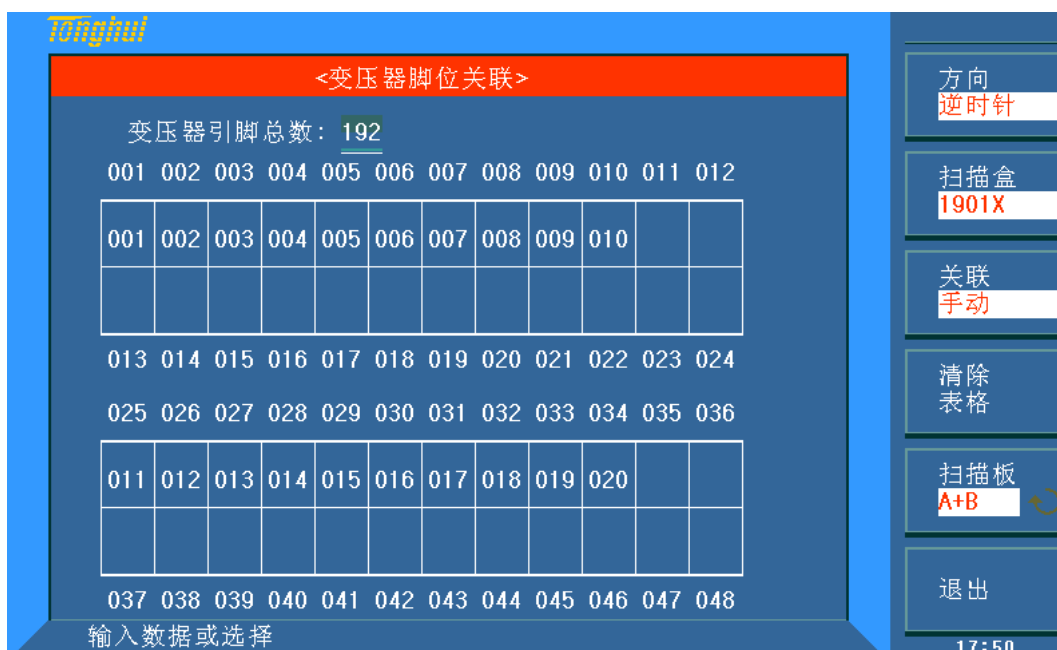 Tonghui
<变压器脚位关联>
变压器引脚总数: 192
001 002 003 004 005 006 007 008 009 010 011 012
001 002 003 004 005 006 007 008 009 010
013 014 015 016 017 018 019 020 021 022 023 024
025 026 027 028 029 030 031 032 033 034 035 036
011 012 013 014 015 016 017 018 019 020
037 038 039 040 041 042 043 044 045 046 047 048
输入数据或选择
方向
逆时针
扫描盒
1901X
关联
手动
清除
表格
扫描板
A+B
退出
17:50